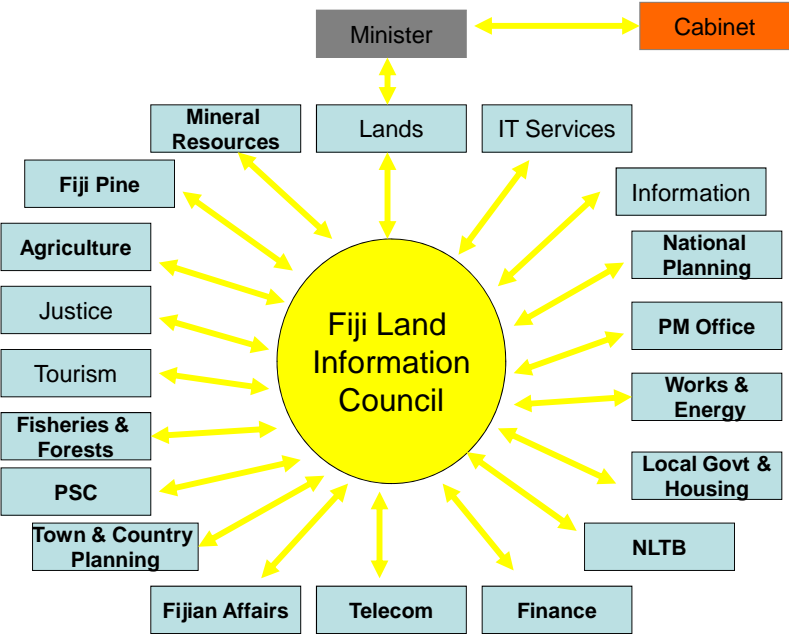 Minister
Cabinet
Mineral
Resources
Lands
IT Services
Fiji Pine
Information
Agriculture
National
Planning
Justice
Fiji Land
Information
Council
PM Office
Tourism
Works &
Energy
Fisheries &
Forests
Local Govt &
Housing
PSC
Town & Country
Planning
NLTB
Fijian Affairs
Telecom
Finance